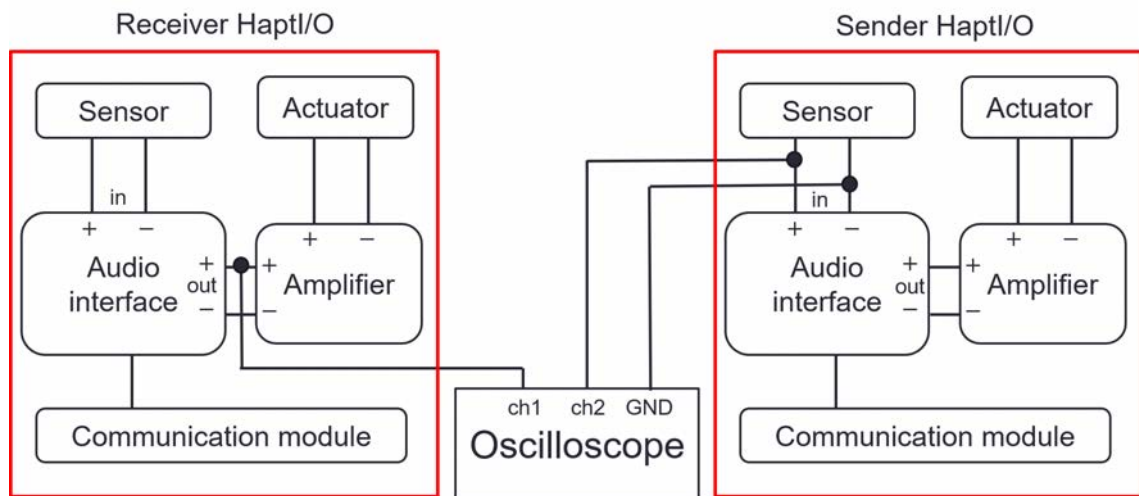 Receiver HaptI/O
Sender HaptI/O
Sensor
Actuator
in
+ −
+ −
Audio
interface
+
out
−
+
−
Amplifier
Communication module
Sensor
Actuator
in
+ −
+ −
Audio
interface
+
out
−
+
−
Amplifier
Communication module
ch1 ch2 GND
Oscilloscope